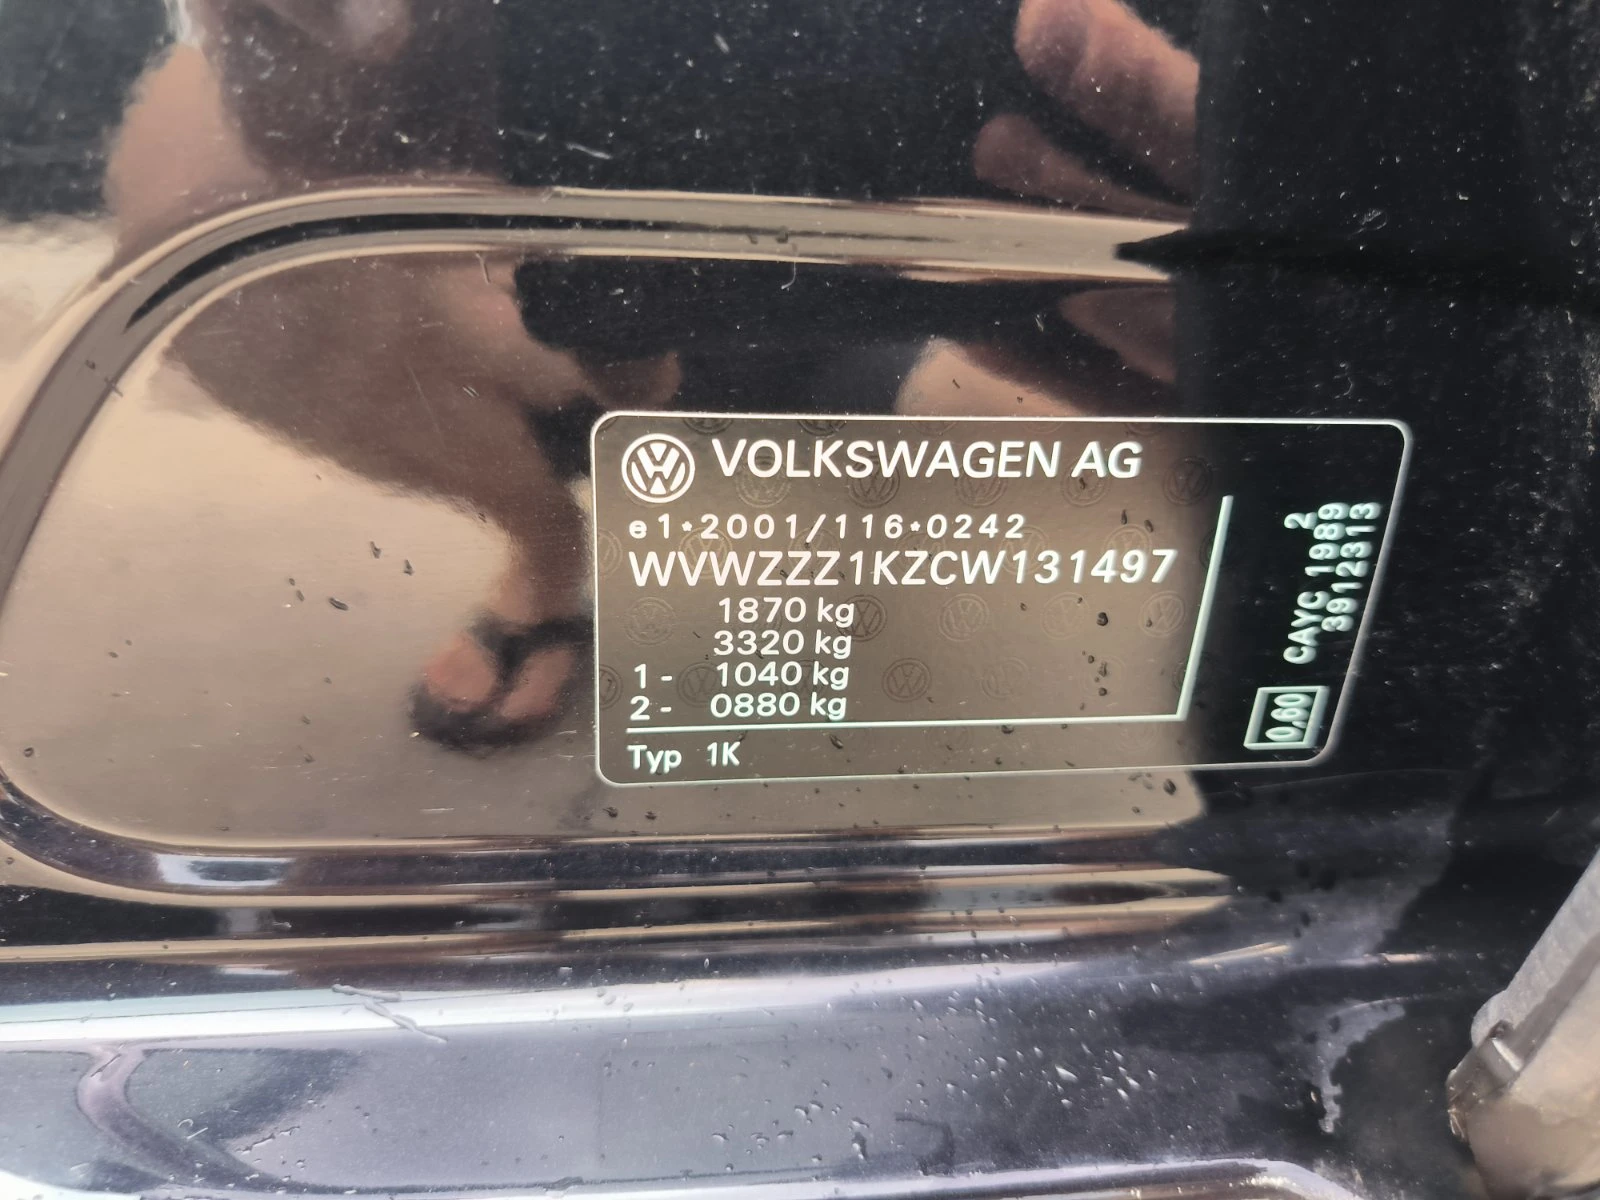 VOLKSWAGEN AG
e1*2001/116*0242
WVWZZZ1KZCW131497
1870 kg
3320 kg
1 - 1040 kg
2 - 0880 kg
Typ 1K
2
CAYC 1989
3912313
0,60